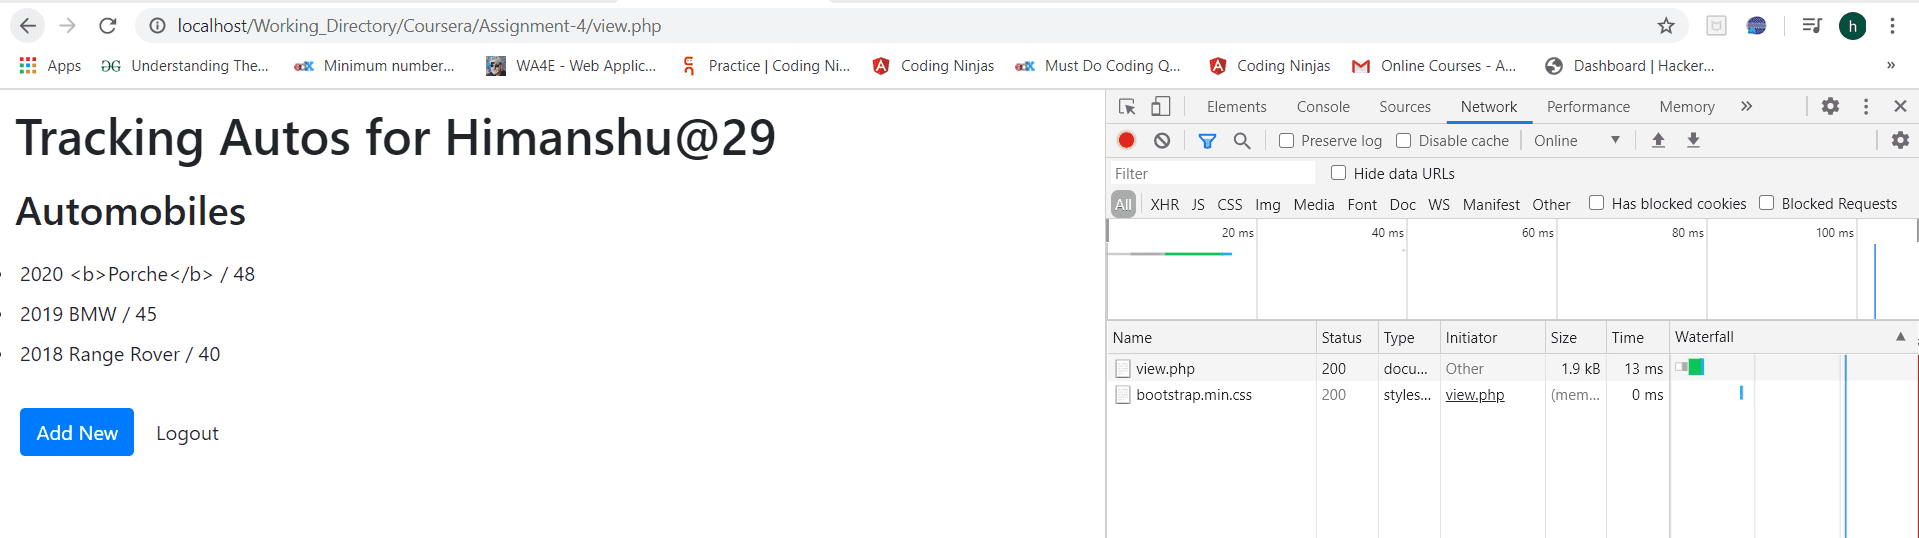 localhost/Working_Directory/Coursera/Assignment-4/view.php
h
Apps Understanding The... Minimum number... WA4E - Web Applic... Practice | Coding Ni... Coding Ninjas Must Do Coding Q... Coding Ninjas Online Courses - A... Dashboard | Hacker... »
Tracking Autos for Himanshu@29
Automobiles
• 2020 <b>Porche</b> / 48
• 2019 BMW / 45
• 2018 Range Rover / 40
Add New Logout
Elements Console Sources Network Performance Memory »
Preserve log Disable cache Online
Filter Hide data URLs
All XHR JS CSS Img Media Font Doc WS Manifest Other Has blocked cookies Blocked Requests
20 ms 40 ms 60 ms 80 ms 100 ms
Name Status Type Initiator Size Time Waterfall
view.php 200 docu... Other 1.9 kB 13 ms
bootstrap.min.css 200 styles... view.php (mem... 0 ms